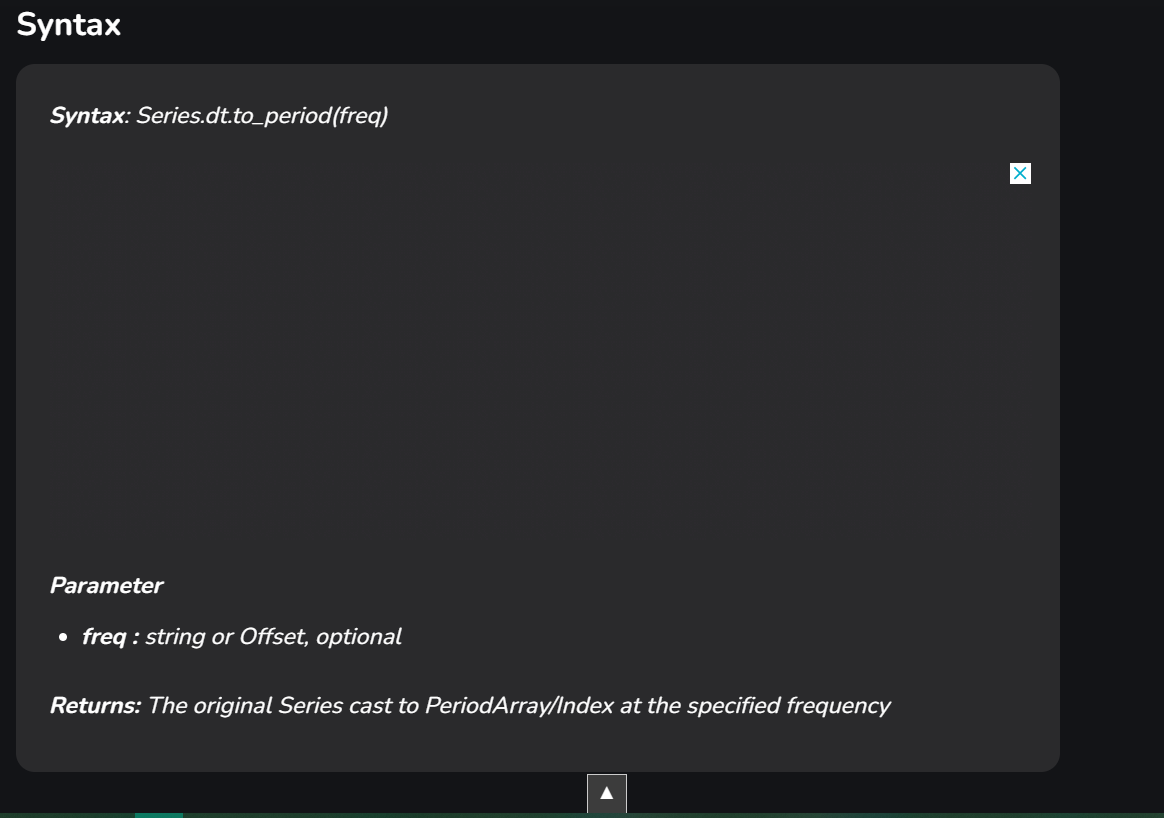 Syntax
Syntax: Series.dt.to_period(freq)
Parameter
• freq : string or Offset, optional
Returns: The original Series cast to PeriodArray/Index at the specified frequency